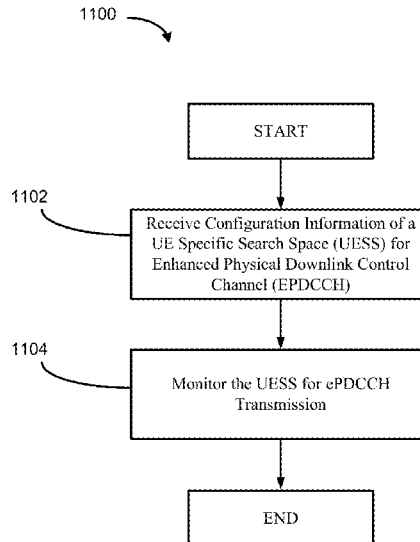 1100
START
1102
Receive Configuration Information of a
UE Specific Search Space (UESS) for
Enhanced Physical Downlink Control
Channel (EPDCCH)
1104
Monitor the UESS for ePDCCH
Transmission
END